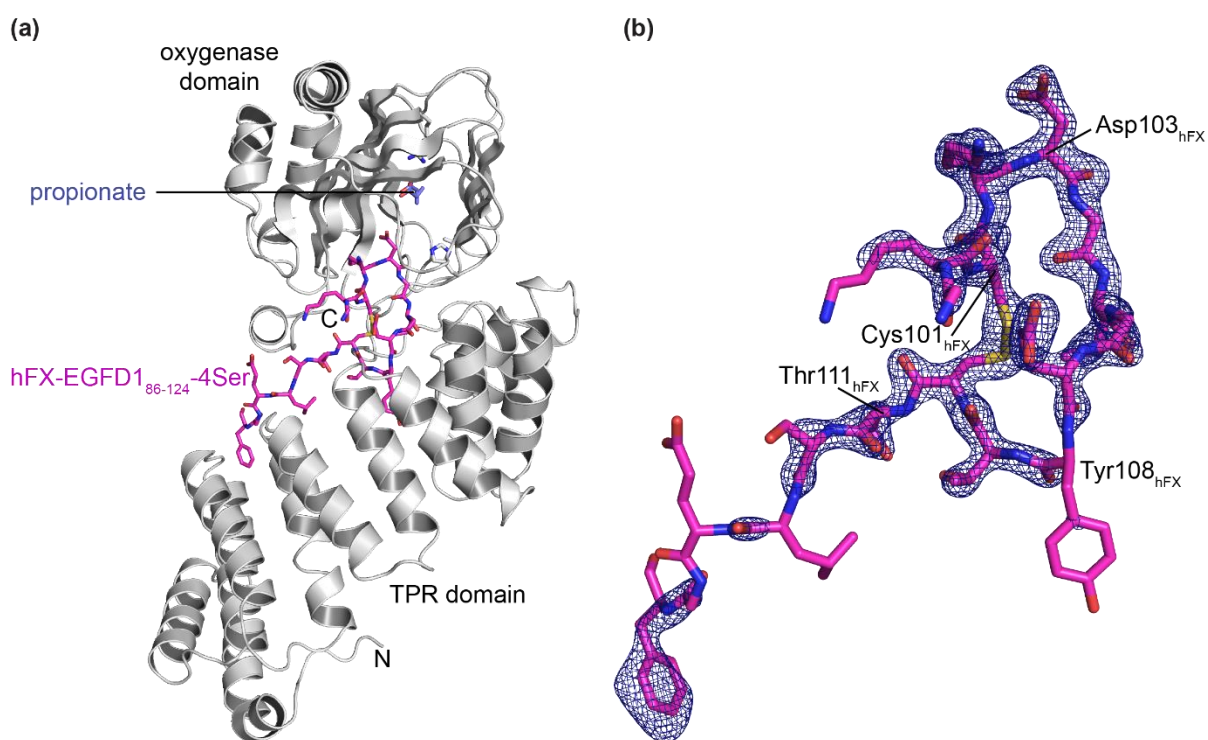 (a)
oxygenase
domain
propionate
C
hFX-EGFD1₈₆₋₁₂₄-4Ser
TPR domain
N
(b)
Asp103hFX
Cys101hFX
Thr111hFX
Tyr108hFX